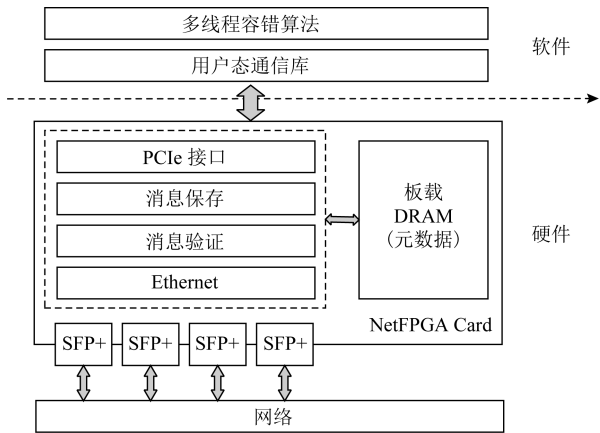 多线程容错算法
软件
用户态通信库
PCIe 接口
消息保存
消息验证
Ethernet
板载
DRAM
（元数据）
硬件
NetFPGA Card
SFP+ SFP+ SFP+ SFP+
网络